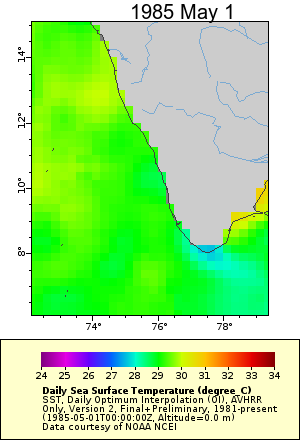 1985 May 1
14°
12°
10°
8°
74° 76° 78°
24 25 26 27 28 29 30 31 32 33 34
Daily Sea Surface Temperature (degree_C)
SST, Daily Optimum Interpolation (OI), AVHRR
Only, Version 2, Final+Preliminary, 1981-present
(1985-05-01T00:00:00Z, Altitude=0.0 m)
Data courtesy of NOAA NCEI